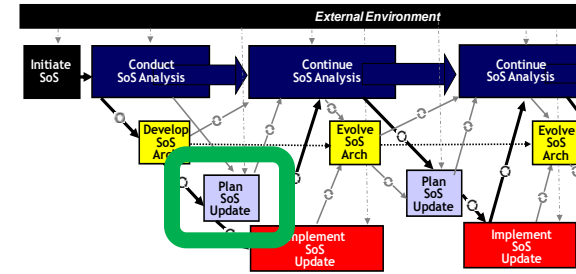 External Environment
Initiate
SoS
Conduct
SoS Analysis
Continue
SoS Analysis
Continue
SoS Analysis
Develop
SoS
Arch
Evolve
SoS
Arch
Evolve
SoS
Arch
Plan
SoS
Update
Plan
SoS
Update
Implement
SoS
Update
Implement
SoS
Update